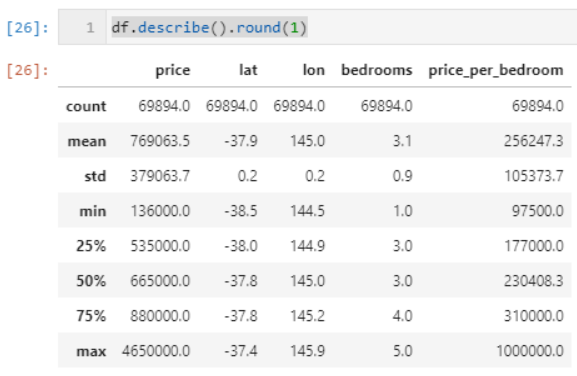 [26]: 1 df.describe().round(1)
[26]: price lat lon bedrooms price_per_bedroom
count 69894.0 69894.0 69894.0 69894.0 69894.0
mean 769063.5 -37.9 145.0 3.1 256247.3
std 379063.7 0.2 0.2 0.9 105373.7
min 136000.0 -38.5 144.5 1.0 97500.0
25% 535000.0 -38.0 144.9 3.0 177000.0
50% 665000.0 -37.8 145.0 3.0 230408.3
75% 880000.0 -37.8 145.2 4.0 310000.0
max 4650000.0 -37.4 145.9 5.0 1000000.0